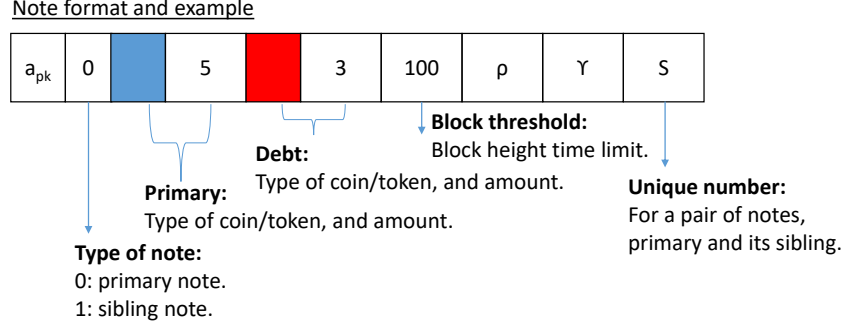 Note format and example
a_pk 0 5 3 100 ρ ϒ S
Block threshold:
Block height time limit.
Debt:
Type of coin/token, and amount.
Primary:
Type of coin/token, and amount.
Unique number:
For a pair of notes,
primary and its sibling.
Type of note:
0: primary note.
1: sibling note.